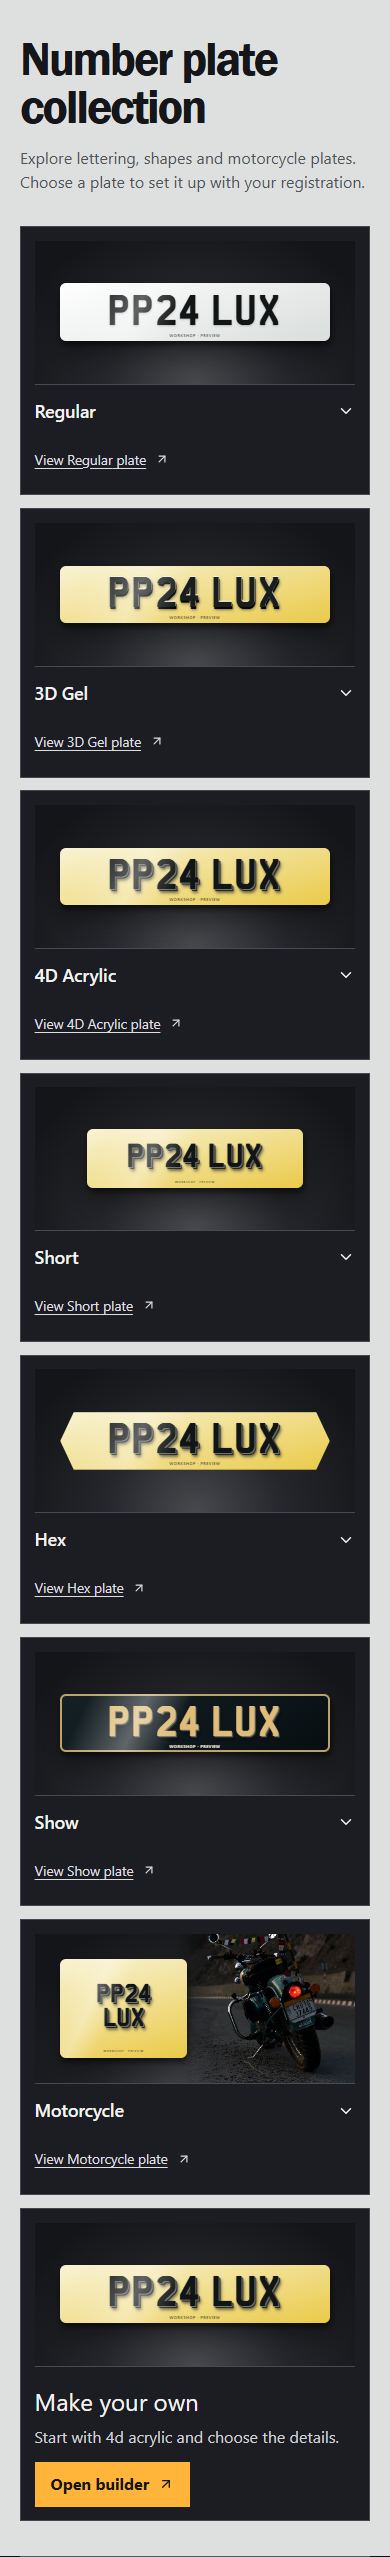 Number plate
collection
Explore lettering, shapes and motorcycle plates.
Choose a plate to set it up with your registration.
PP24 LUX
WORKSHOP · PREVIEW
Regular
View Regular plate
PP24 LUX
WORKSHOP · PREVIEW
3D Gel
View 3D Gel plate
PP24 LUX
WORKSHOP · PREVIEW
4D Acrylic
View 4D Acrylic plate
PP24 LUX
WORKSHOP · PREVIEW
Short
View Short plate
PP24 LUX
WORKSHOP · PREVIEW
Hex
View Hex plate
PP24 LUX
WORKSHOP · PREVIEW
Show
View Show plate
PP24
LUX
WORKSHOP · PREVIEW
Motorcycle
View Motorcycle plate
PP24 LUX
WORKSHOP · PREVIEW
Make your own
Start with 4d acrylic and choose the details.
Open builder